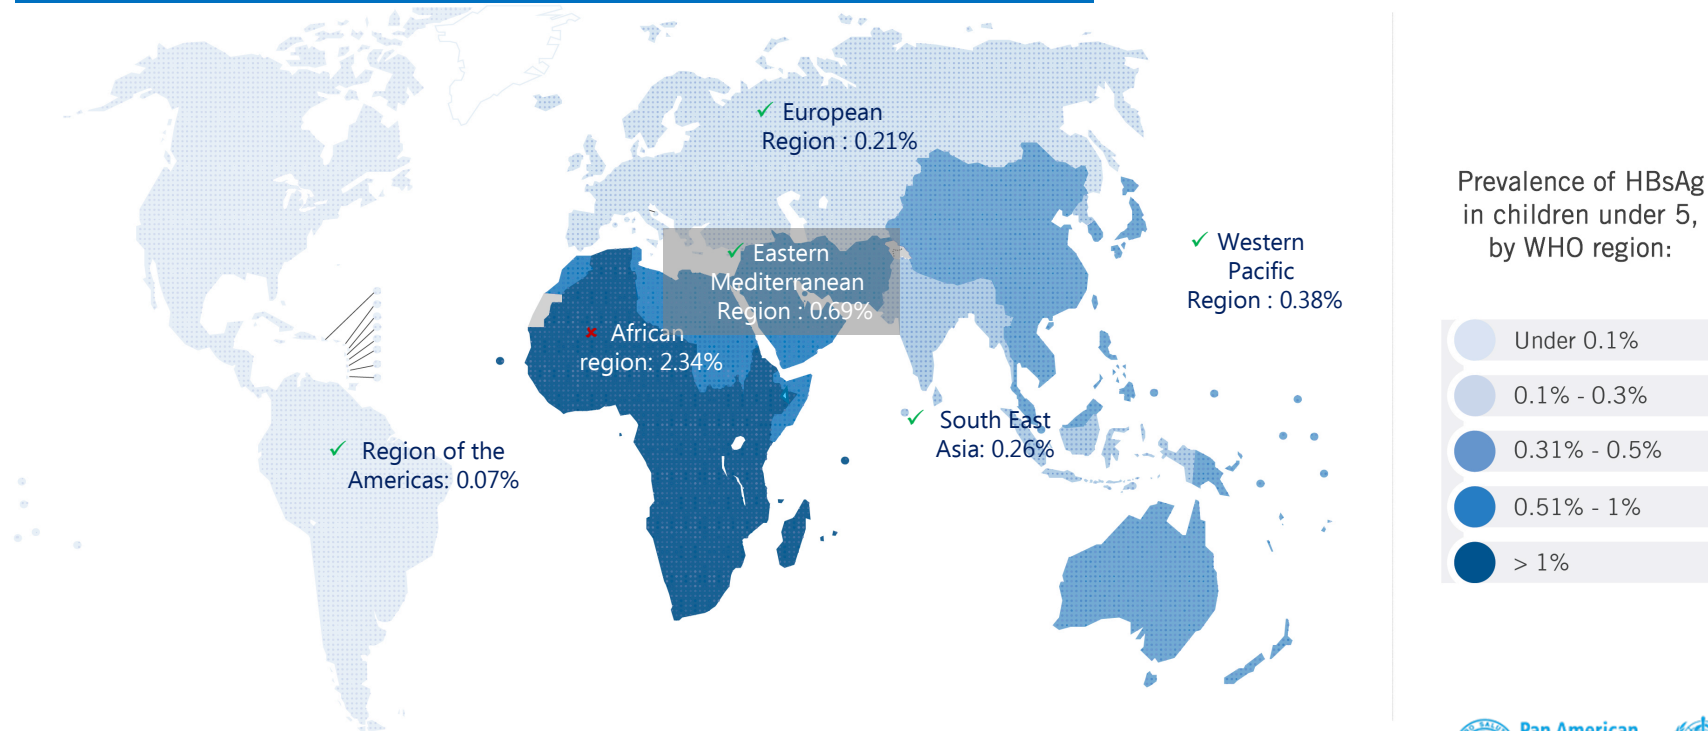 ✓ European
Region : 0.21%
✓ Eastern
Mediterranean
Region : 0.69%
✓ Western
Pacific
Region : 0.38%
× African
region: 2.34%
✓ South East
Asia: 0.26%
✓ Region of the
Americas: 0.07%
Prevalence of HBsAg
in children under 5,
by WHO region:
Under 0.1%
0.1% - 0.3%
0.31% - 0.5%
0.51% - 1%
> 1%
Pan American